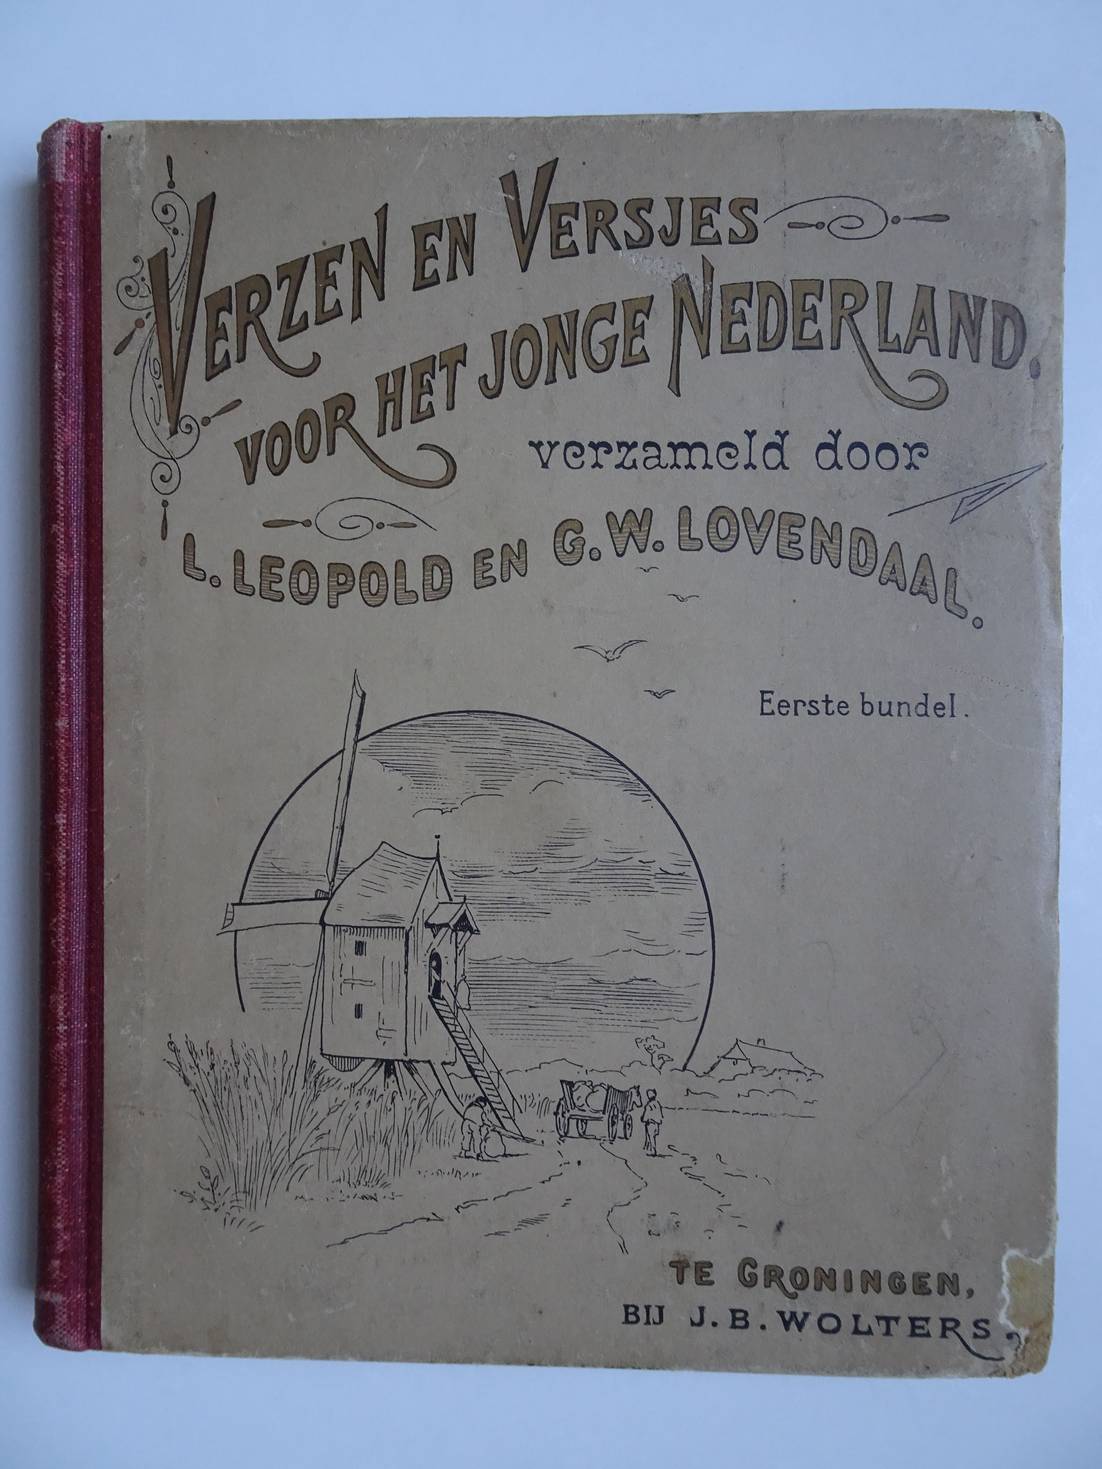 VERZEN EN VERSJES
VOOR HET JONGE NEDERLAND.
verzameld door
L. LEOPOLD EN G. W. LOVENDAAL.
Eerste bundel.
TE GRONINGEN,
BIJ J. B. WOLTERS.